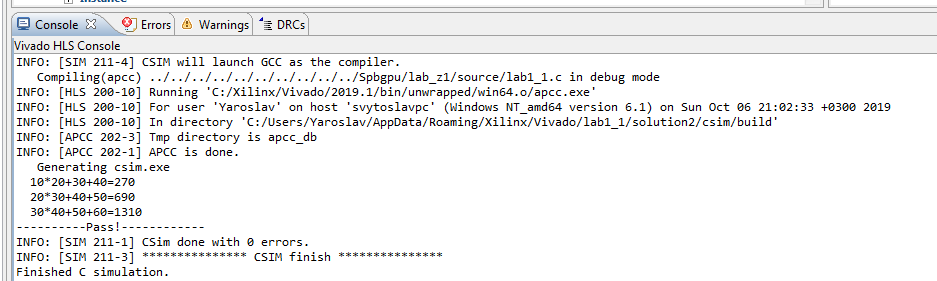 Instance
Console Errors Warnings DRCs
Vivado HLS Console
INFO: [SIM 211-4] CSIM will launch GCC as the compiler.
Compiling(apcc) ../../../../../../../../../../Spbgpu/lab_z1/source/lab1_1.c in debug mode
INFO: [HLS 200-10] Running 'C:/Xilinx/Vivado/2019.1/bin/unwrapped/win64.o/apcc.exe'
INFO: [HLS 200-10] For user 'Yaroslav' on host 'svytoslavpc' (Windows NT_amd64 version 6.1) on Sun Oct 06 21:02:33 +0300 2019
INFO: [HLS 200-10] In directory 'C:/Users/Yaroslav/AppData/Roaming/Xilinx/Vivado/lab1_1/solution2/csim/build'
INFO: [APCC 202-3] Tmp directory is apcc_db
INFO: [APCC 202-1] APCC is done.
Generating csim.exe
10*20+30+40=270
20*30+40+50=690
30*40+50+60=1310
----------Pass!------------
INFO: [SIM 211-1] CSim done with 0 errors.
INFO: [SIM 211-3] *************** CSIM finish ***************
Finished C simulation.